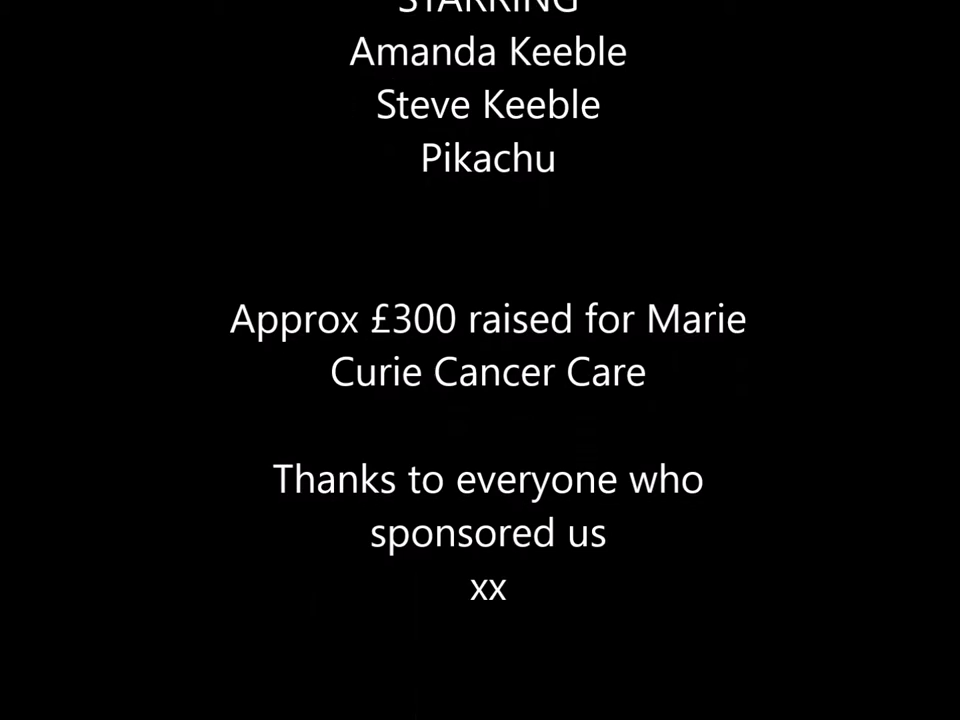 STARRING
Amanda Keeble
Steve Keeble
Pikachu
Approx £300 raised for Marie
Curie Cancer Care
Thanks to everyone who
sponsored us
xx